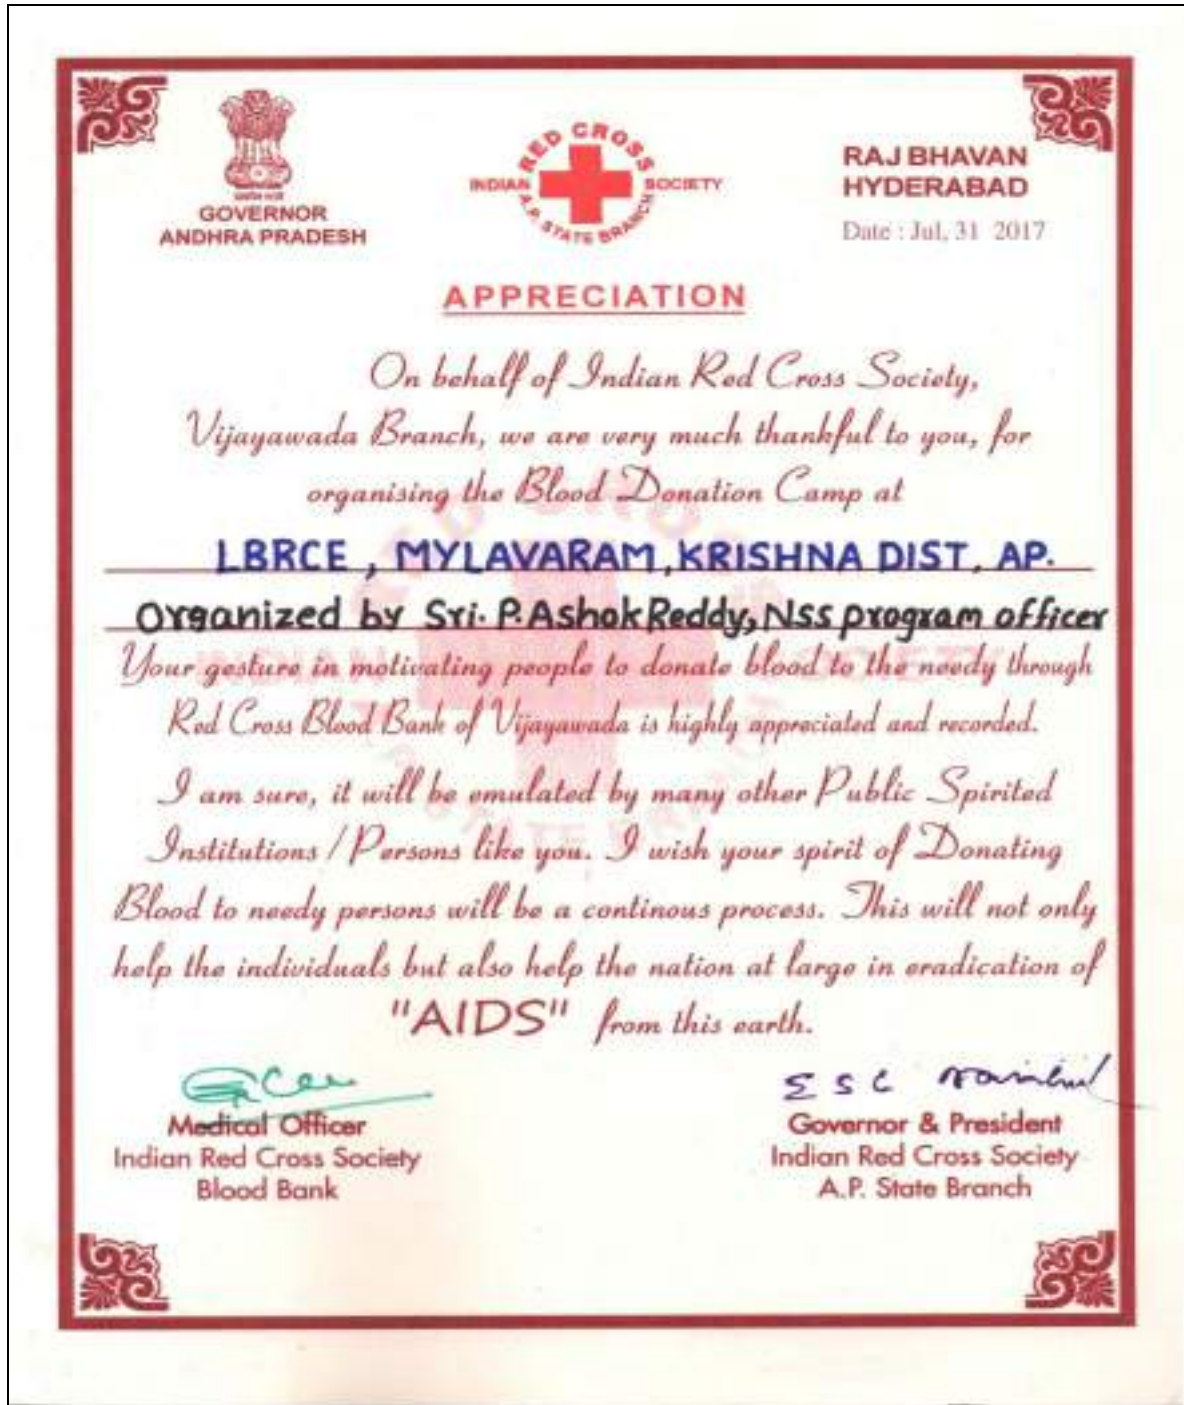 GOVERNOR
ANDHRA PRADESH
RED CROSS
INDIAN SOCIETY
A.P. STATE BRANCH
RAJ BHAVAN
HYDERABAD
Date : Jul, 31 2017
APPRECIATION
On behalf of Indian Red Cross Society,
Vijayawada Branch, we are very much thankful to you, for
organising the Blood Donation Camp at
LBRCE, MYLAVARAM, KRISHNA DIST, AP.
Organized by Sri. P. Ashok Reddy, Nss program officer
Your gesture in motivating people to donate blood to the needy through
Red Cross Blood Bank of Vijayawada is highly appreciated and recorded.
I am sure, it will be emulated by many other Public Spirited
Institutions / Persons like you. I wish your spirit of Donating
Blood to needy persons will be a continous process. This will not only
help the individuals but also help the nation at large in eradication of
"AIDS" from this earth.
E S C
Medical Officer
Indian Red Cross Society
Blood Bank
Governor & President
Indian Red Cross Society
A.P. State Branch